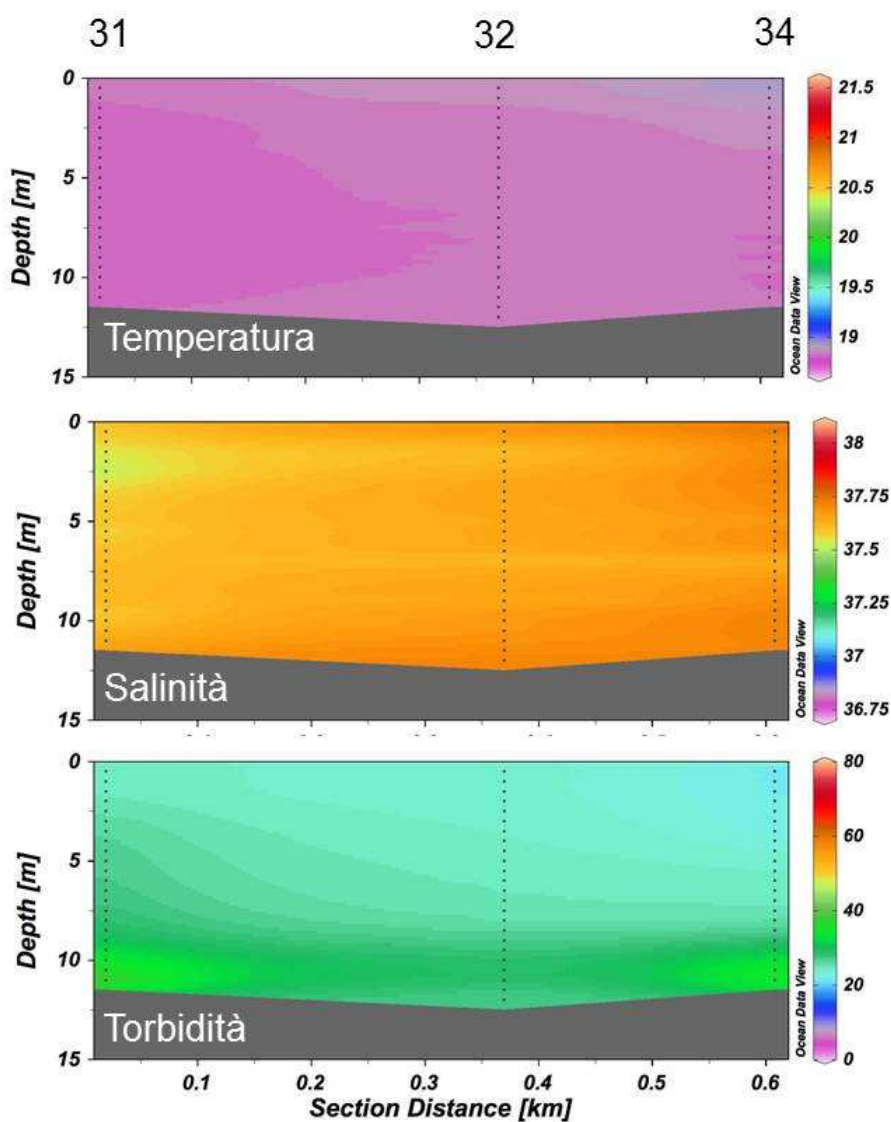 31 32 34
0
5
10
15
Depth [m]
Temperatura
21.5
21
20.5
20
19.5
19
Ocean Data View
0
5
10
15
Depth [m]
Salinità
38
37.75
37.5
37.25
37
36.75
Ocean Data View
0
5
10
15
Depth [m]
Torbidità
80
60
40
20
0
Ocean Data View
0.1 0.2 0.3 0.4 0.5 0.6
Section Distance [km]